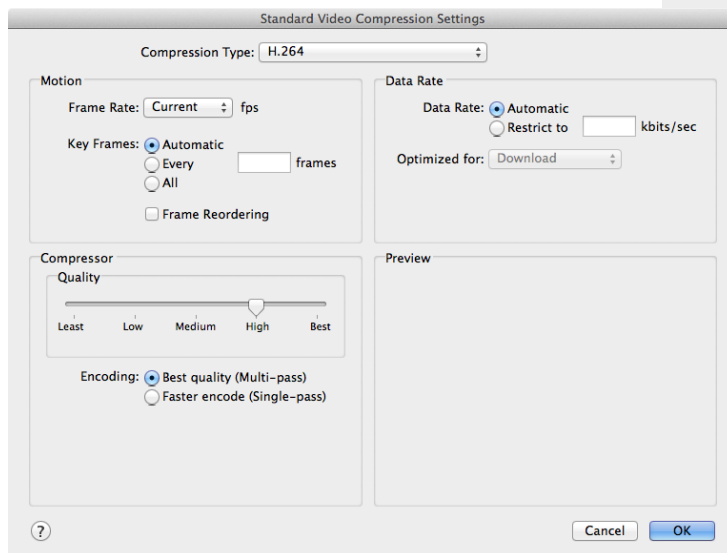 Standard Video Compression Settings
Compression Type: H.264
Motion
Frame Rate: Current fps
Key Frames: Automatic
Every frames
All
Frame Reordering
Data Rate
Data Rate: Automatic
Restrict to kbits/sec
Optimized for: Download
Compressor
Quality
Least Low Medium High Best
Encoding: Best quality (Multi-pass)
Faster encode (Single-pass)
Preview
?
Cancel OK